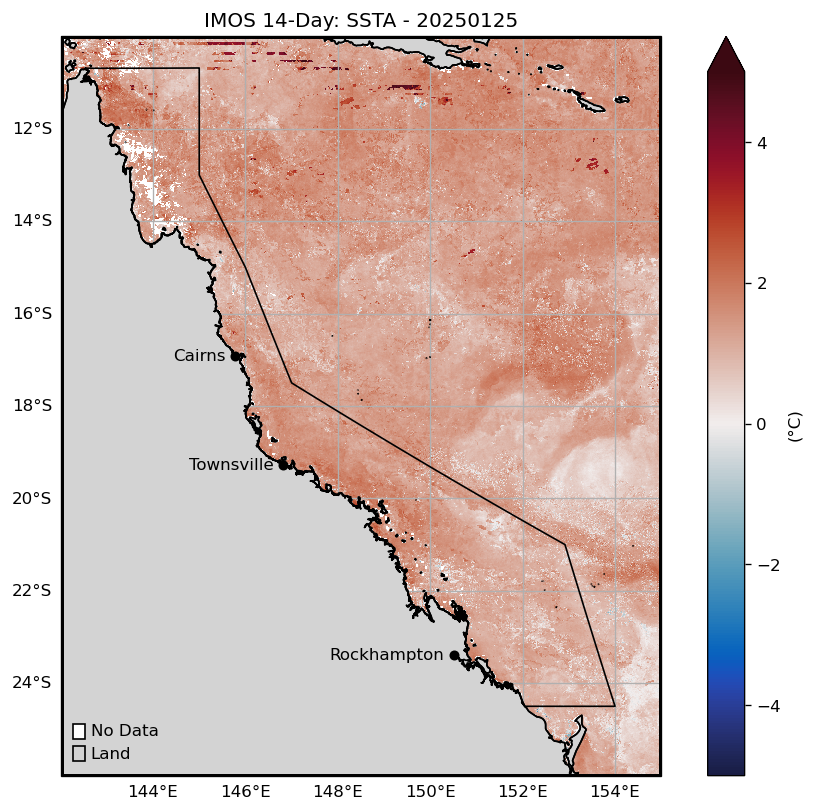 IMOS 14-Day: SSTA - 20250125
12°S
14°S
16°S
Cairns
18°S
Townsville
20°S
22°S
Rockhampton
24°S
No Data
Land
144°E 146°E 148°E 150°E 152°E 154°E
4
2
0
−2
−4
(°C)